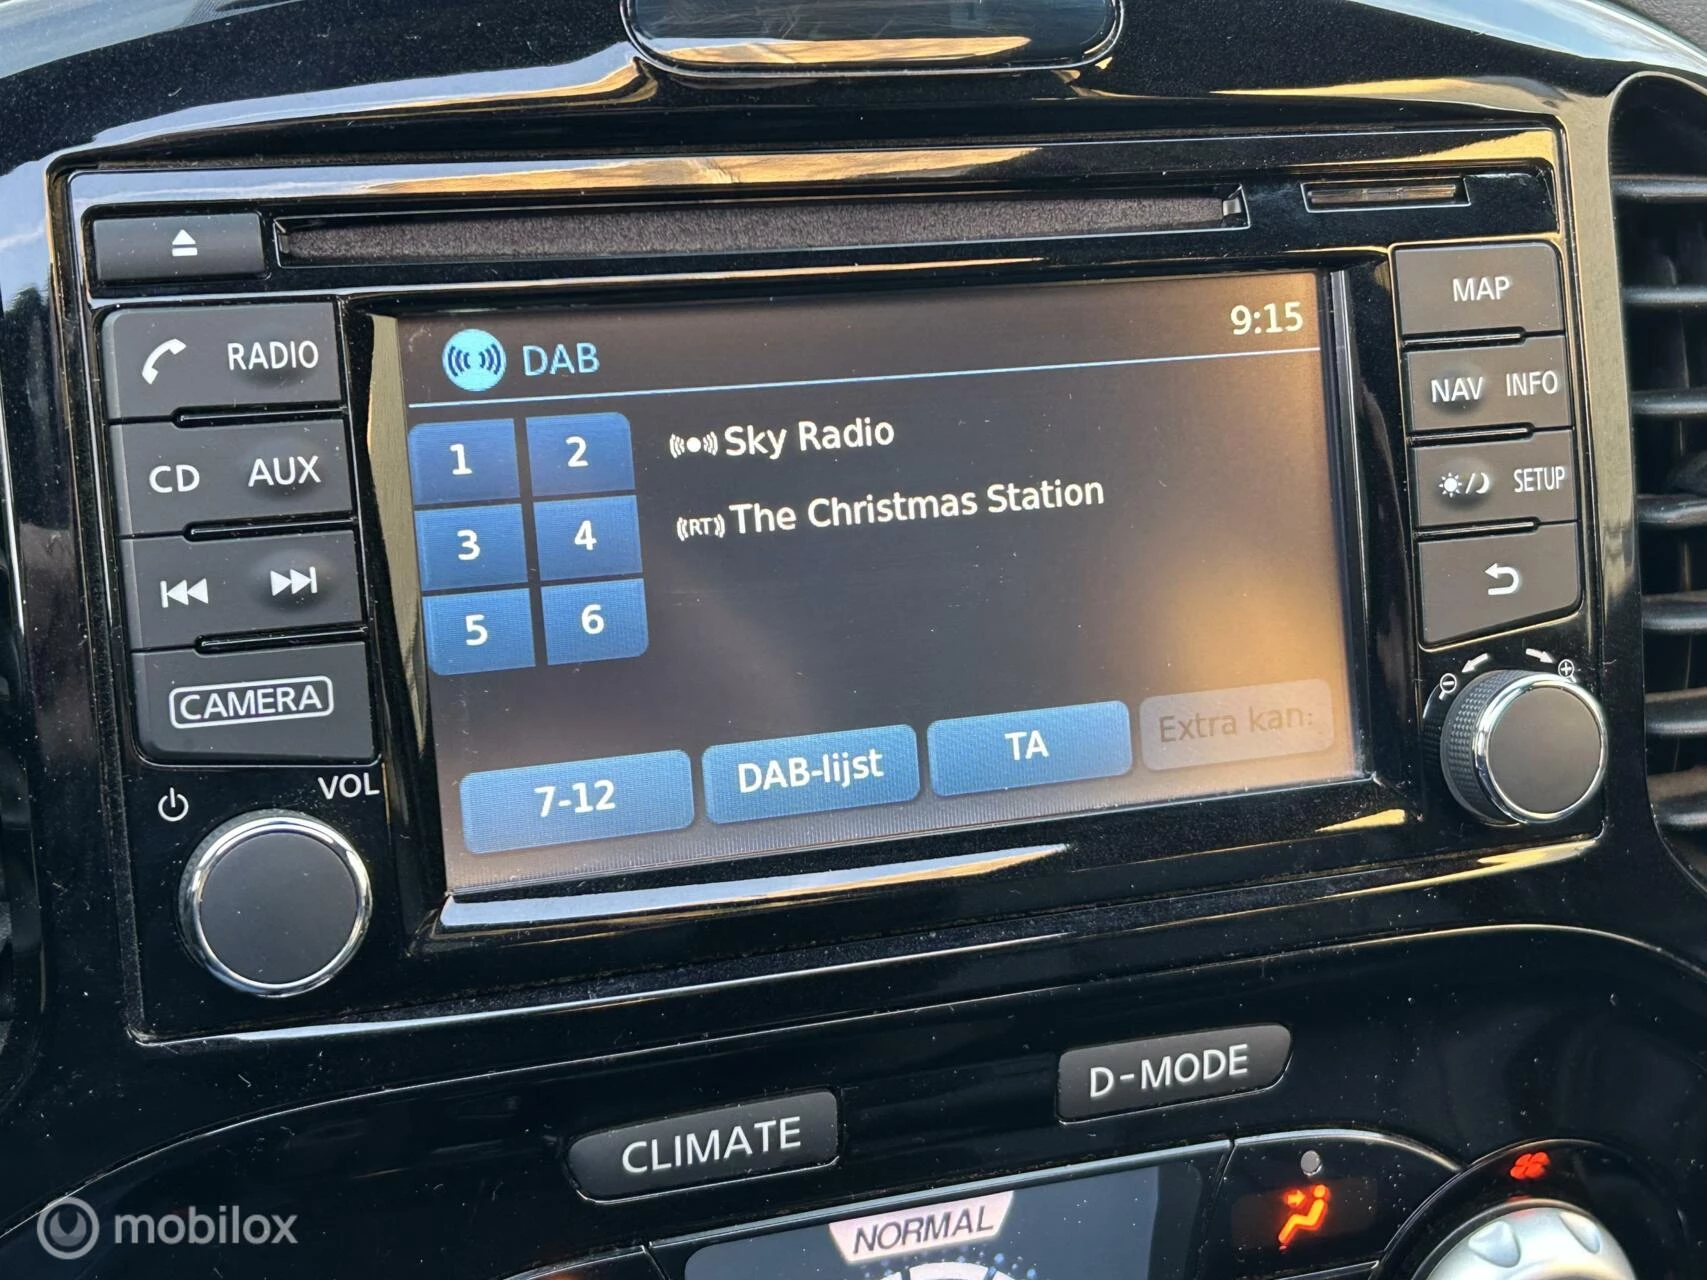 MAP
RADIO
DAB
9:15
NAV INFO
CD AUX
1 2
Sky Radio
SETUP
3 4
RT The Christmas Station
5 6
CAMERA
VOL
7-12
DAB-lijst
TA
Extra kan:
D-MODE
CLIMATE
NORMAL
mobilox